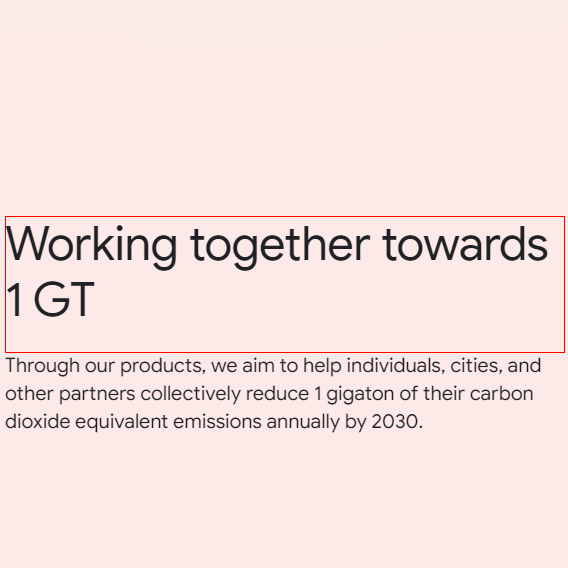 Working together towards
1 GT
Through our products, we aim to help individuals, cities, and
other partners collectively reduce 1 gigaton of their carbon
dioxide equivalent emissions annually by 2030.